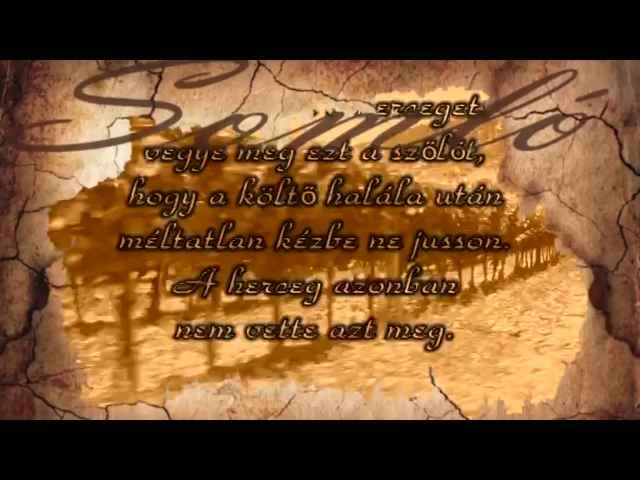 Somló
herceget
vegye meg ezt a szőlőt,
hogy a költő halála után
méltatlan kézbe ne jusson.
A herceg azonban
nem vette azt meg.